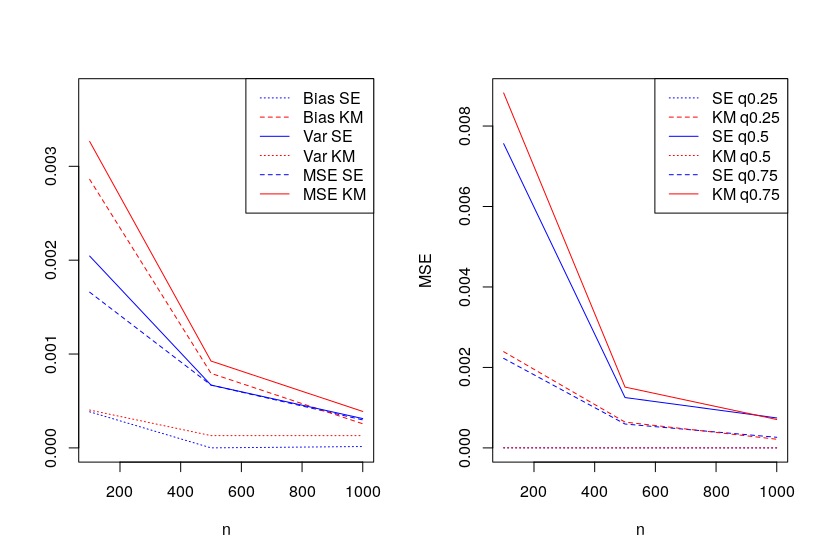 Bias SE
Bias KM
Var SE
Var KM
MSE SE
MSE KM
0.000
0.001
0.002
0.003
200
400
600
800
1000
n
SE q0.25
KM q0.25
SE q0.5
KM q0.5
SE q0.75
KM q0.75
MSE
0.000
0.002
0.004
0.006
0.008
200
400
600
800
1000
n